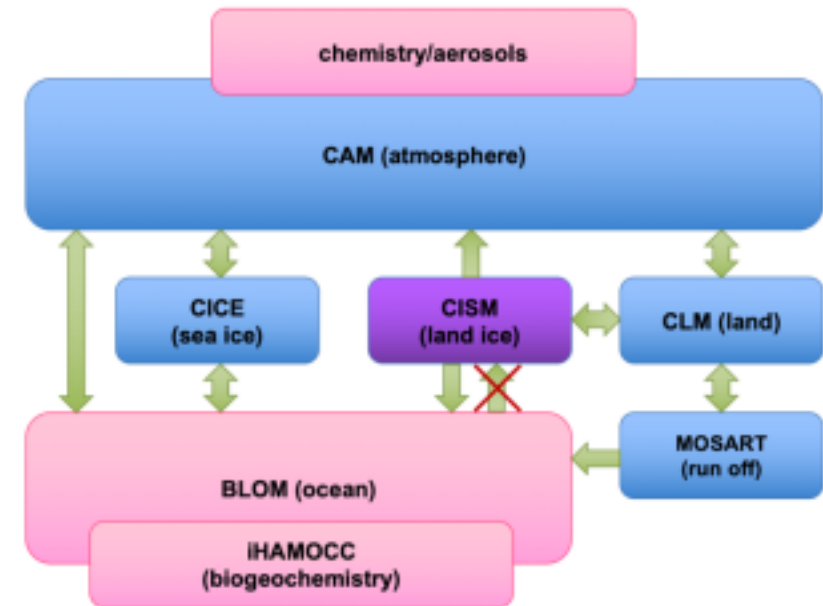 chemistry/aerosols
CAM (atmosphere)
CICE
(sea ice)
CISM
(land ice)
CLM (land)
MOSART
(run off)
BLOM (ocean)
iHAMOCC
(biogeochemistry)